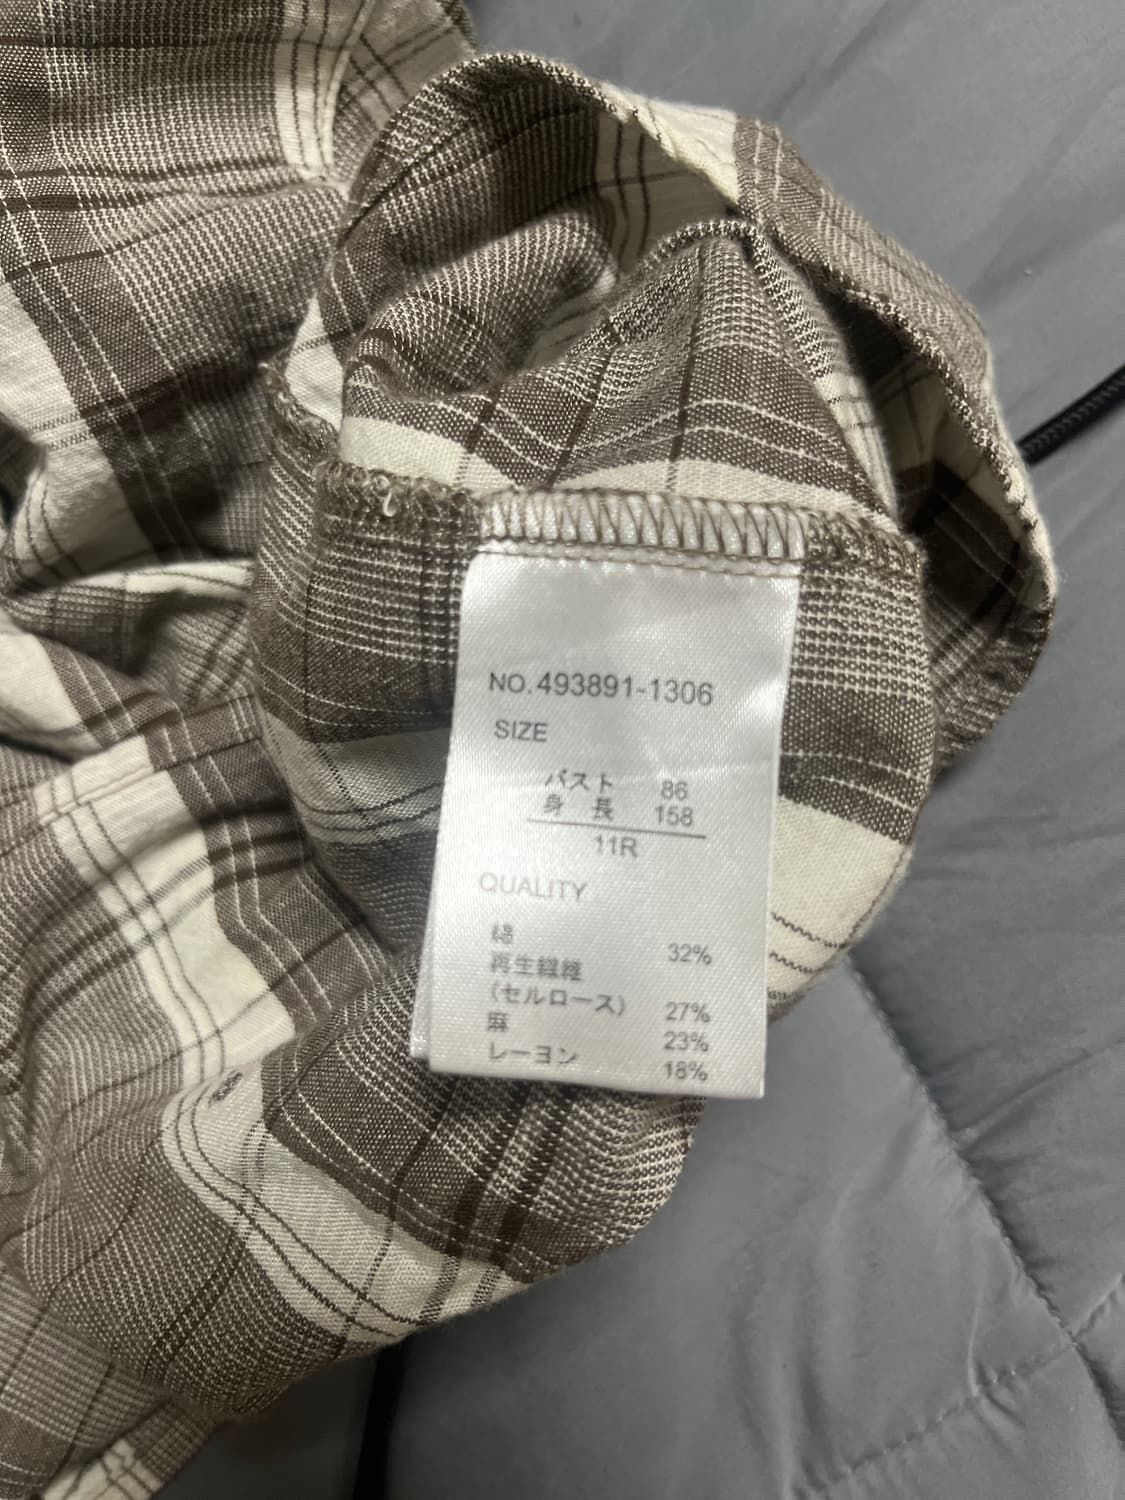 NO.493891-1306
SIZE
バスト 86
身長 158
11R
QUALITY
綿 32%
再生繊維
(セルロース) 27%
麻 23%
レーヨン 18%